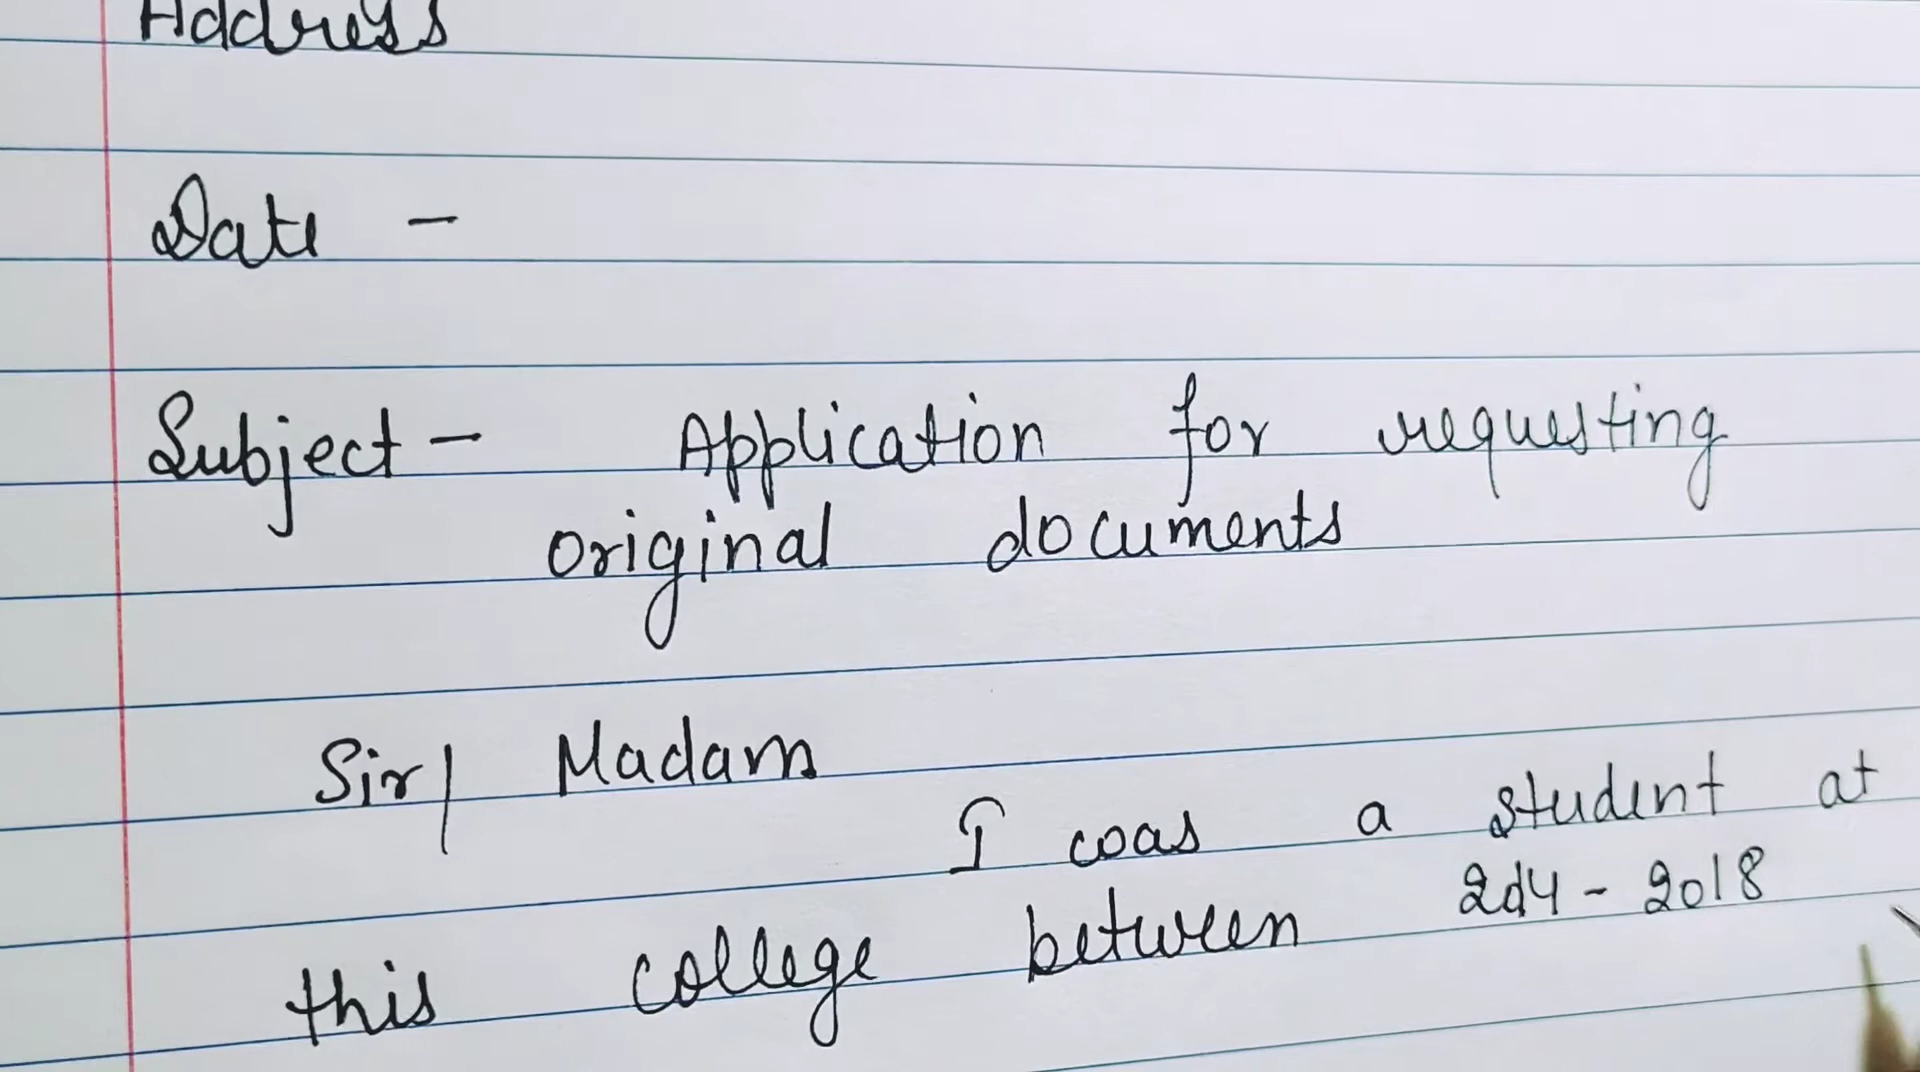 Address
Date -
Subject - Application for requesting
original documents
Sir/ Madam
I was a student at
this college between 2014 - 2018